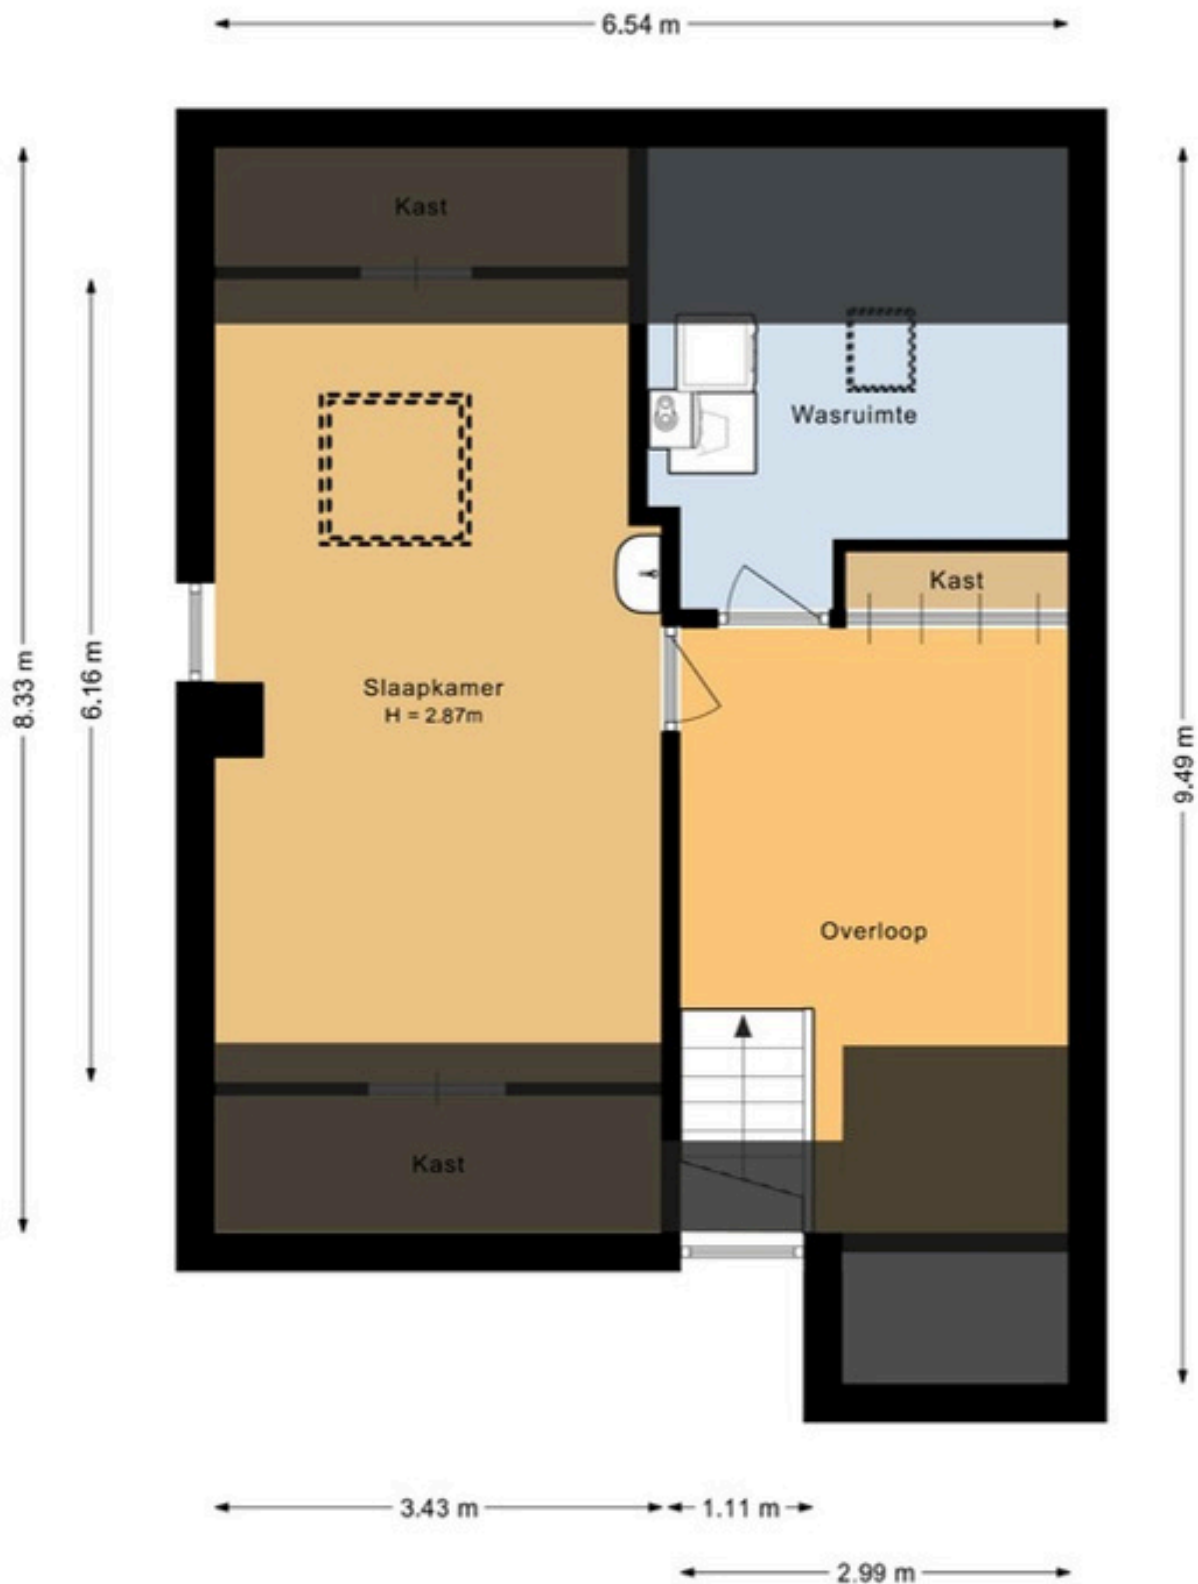 6.54 m
Kast
Wasruimte
Kast
8.33 m
6.16 m
Slaapkamer
H = 2.87m
9.49 m
Overloop
Kast
3.43 m
1.11 m
2.99 m